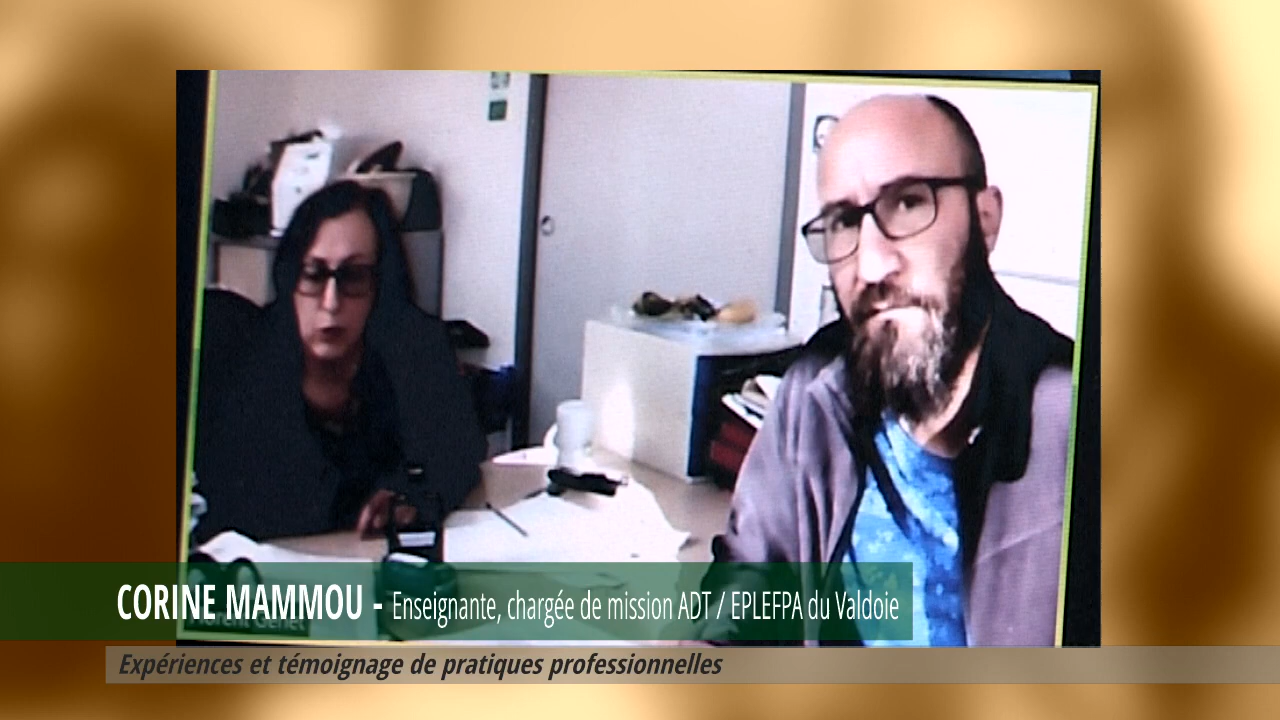 CORINE MAMMOU - Enseignante, chargée de mission ADT / EPLEFPA du Valdoie
Expériences et témoignage de pratiques professionnelles